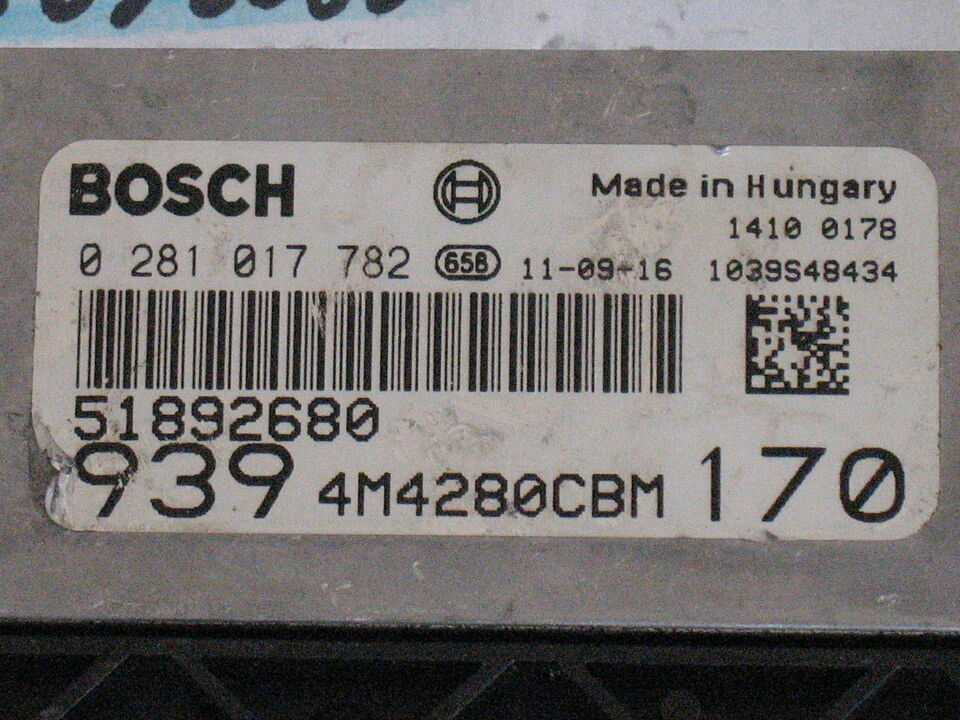 BOSCH
Made in Hungary
1410 0178
0 281 017 782 658 11-09-16 1039S48434
51892680
939 4M4280CBM 170